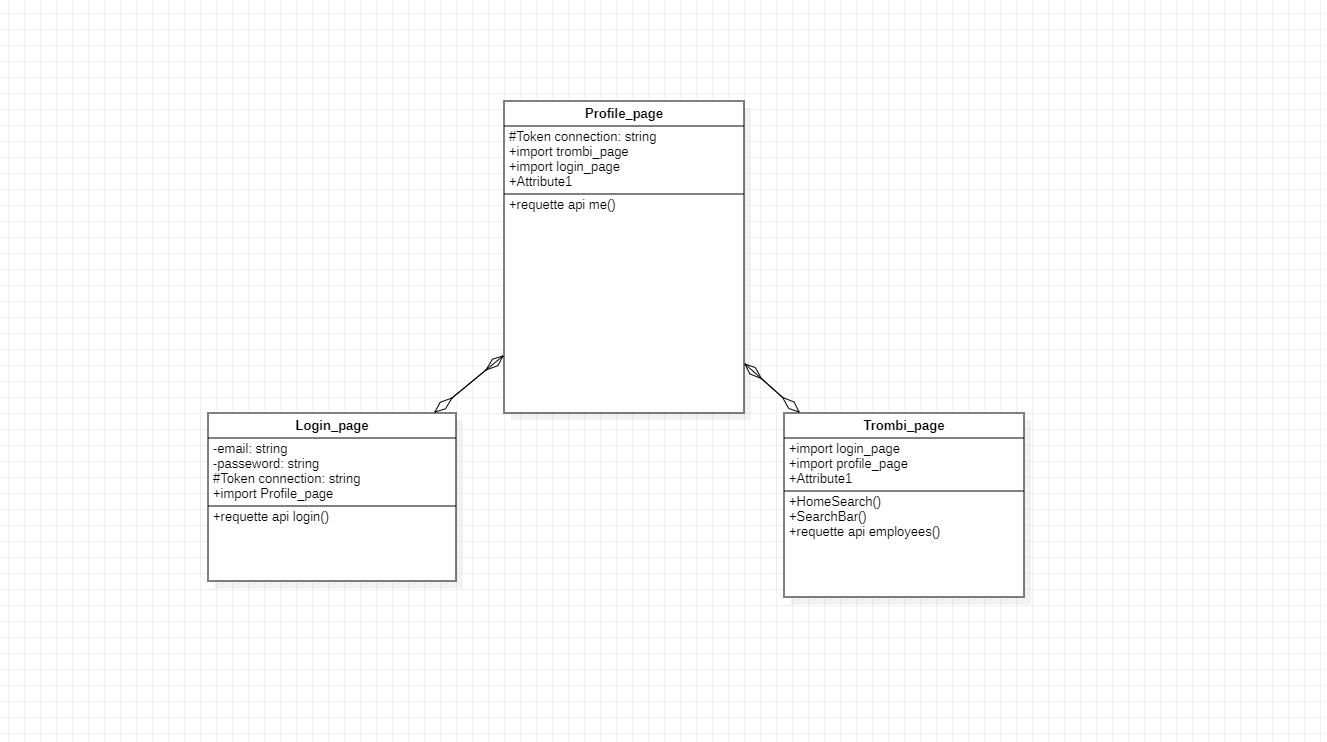 Profile_page
#Token connection: string
+import trombi_page
+import login_page
+Attribute1
+requette api me()
Login_page
-email: string
-passeword: string
#Token connection: string
+import Profile_page
+requette api login()
Trombi_page
+import login_page
+import profile_page
+Attribute1
+HomeSearch()
+SearchBar()
+requette api employees()